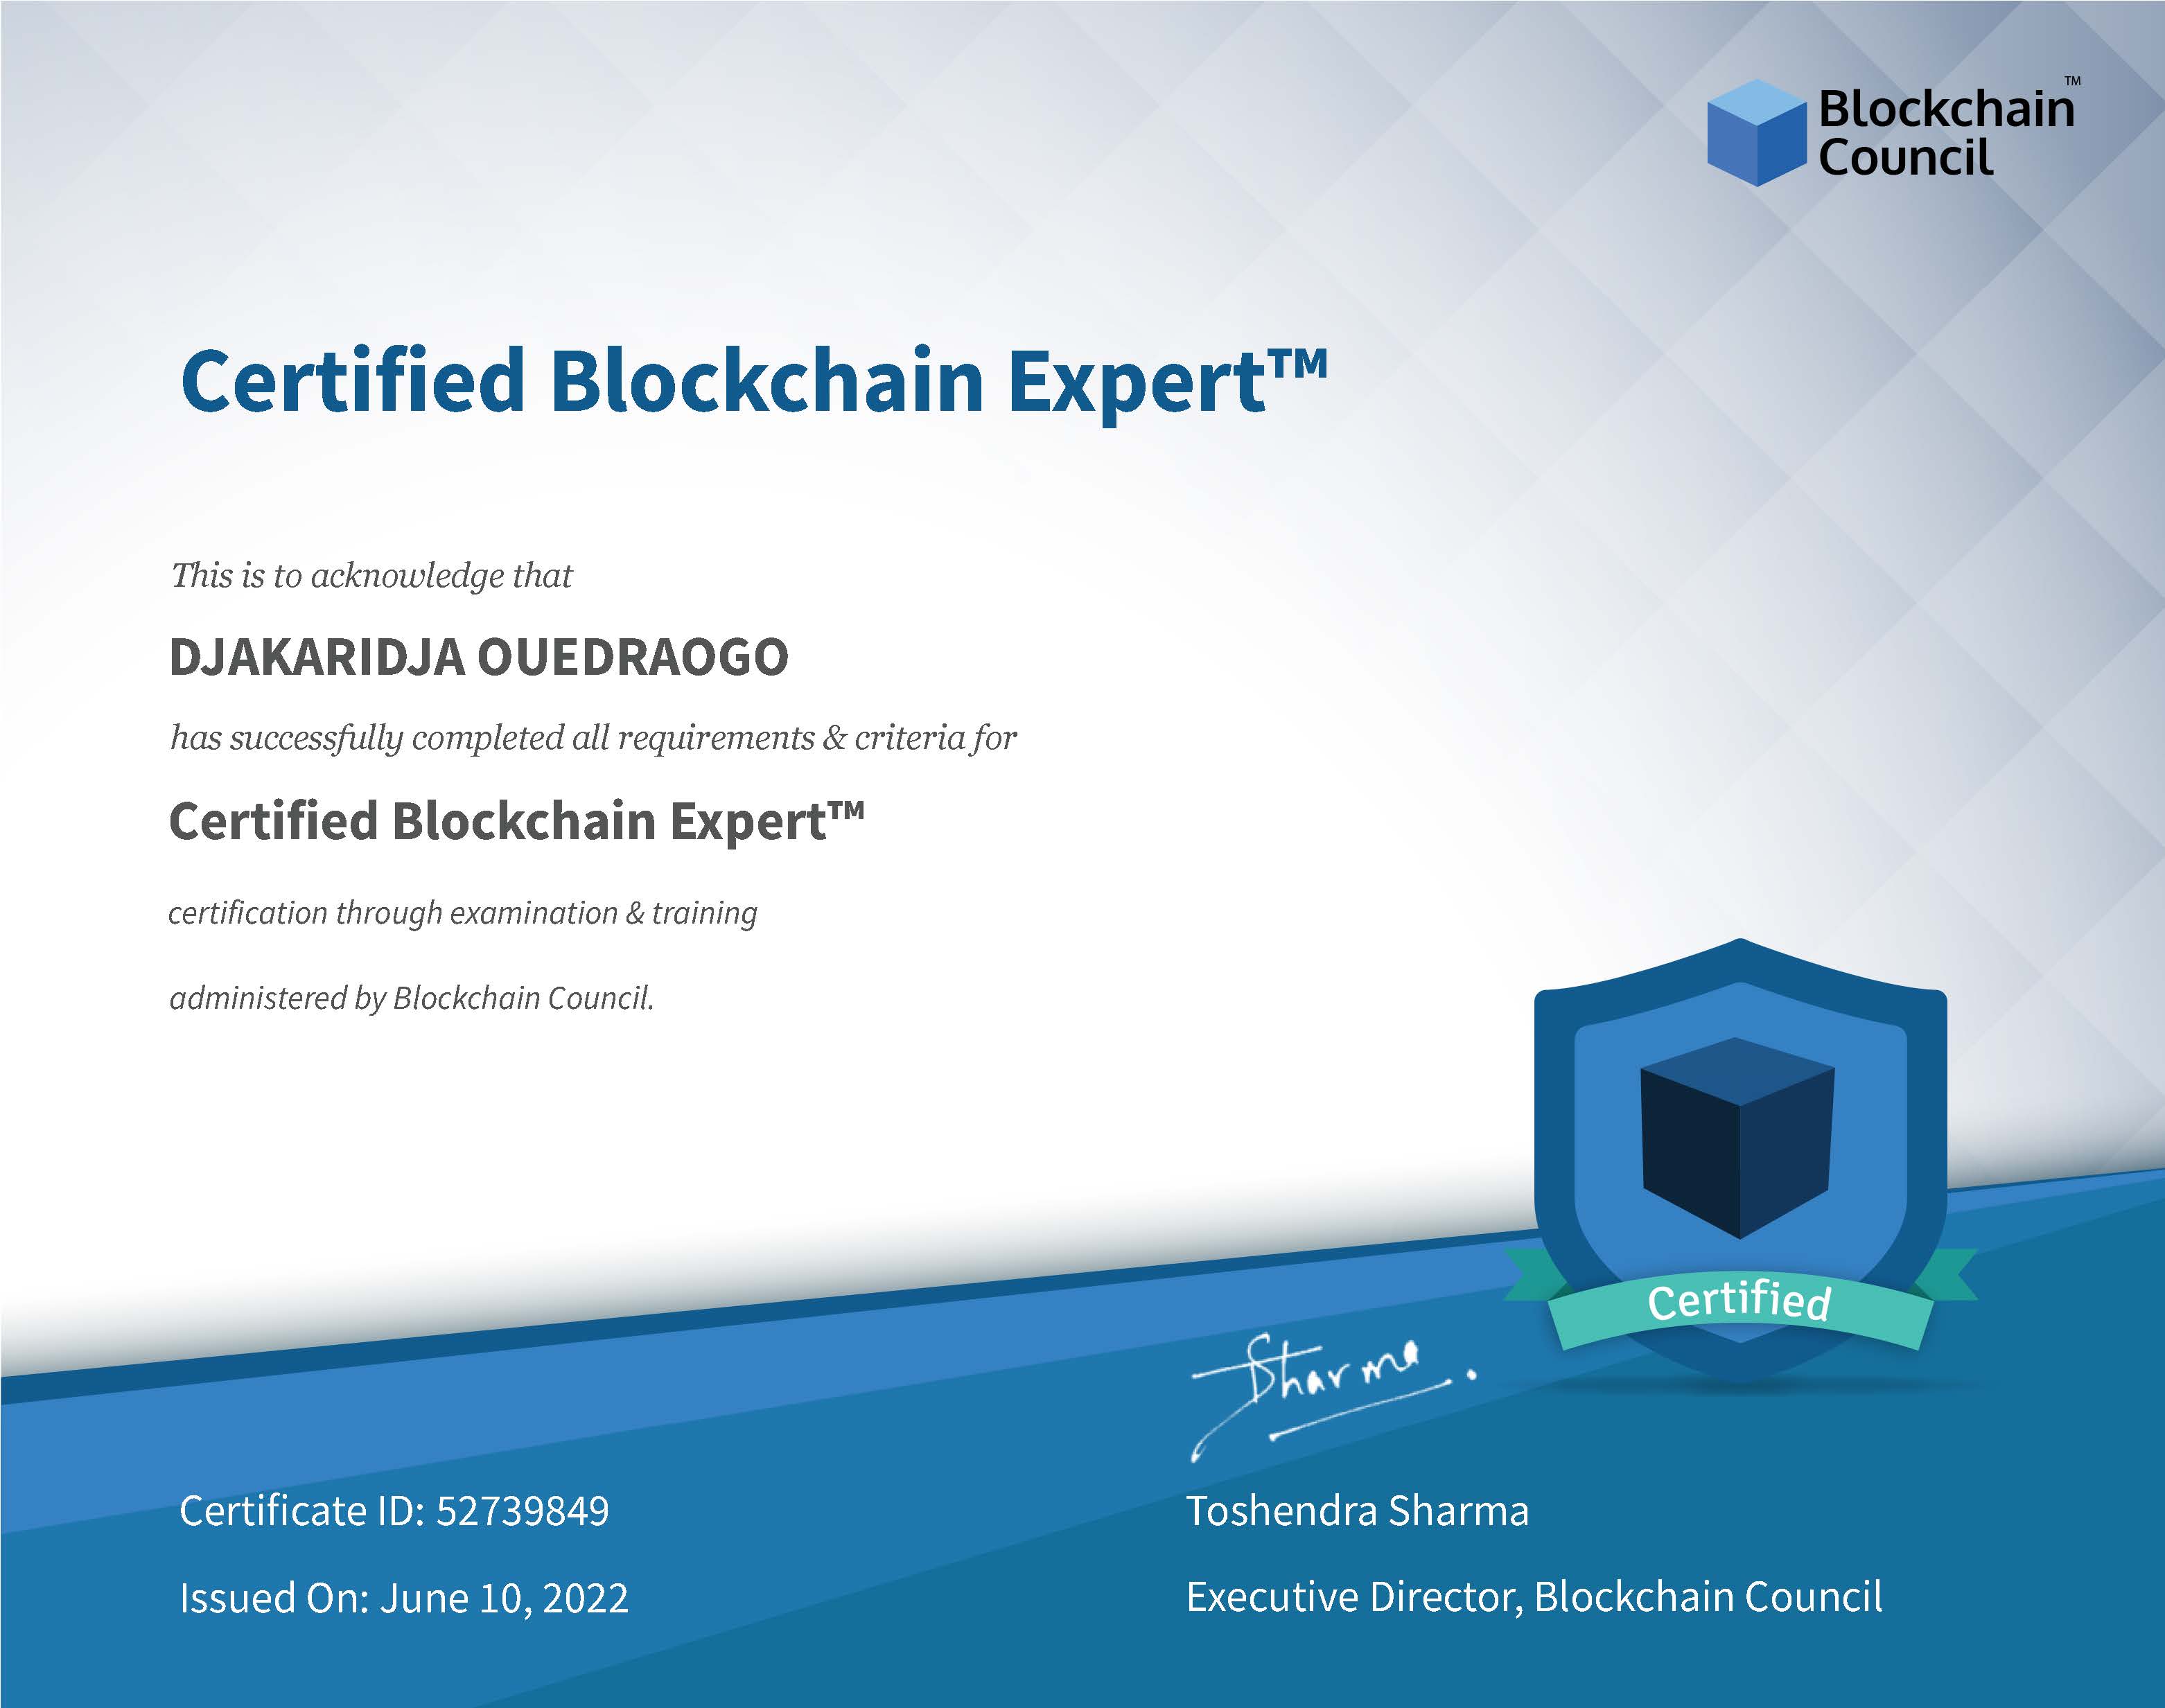 Blockchain™
Council
Certified Blockchain Expert™
This is to acknowledge that
DJAKARIDJA OUEDRAOGO
has successfully completed all requirements & criteria for
Certified Blockchain Expert™
certification through examination & training
administered by Blockchain Council.
Certified
Sharma
Certificate ID: 52739849
Toshendra Sharma
Issued On: June 10, 2022
Executive Director, Blockchain Council